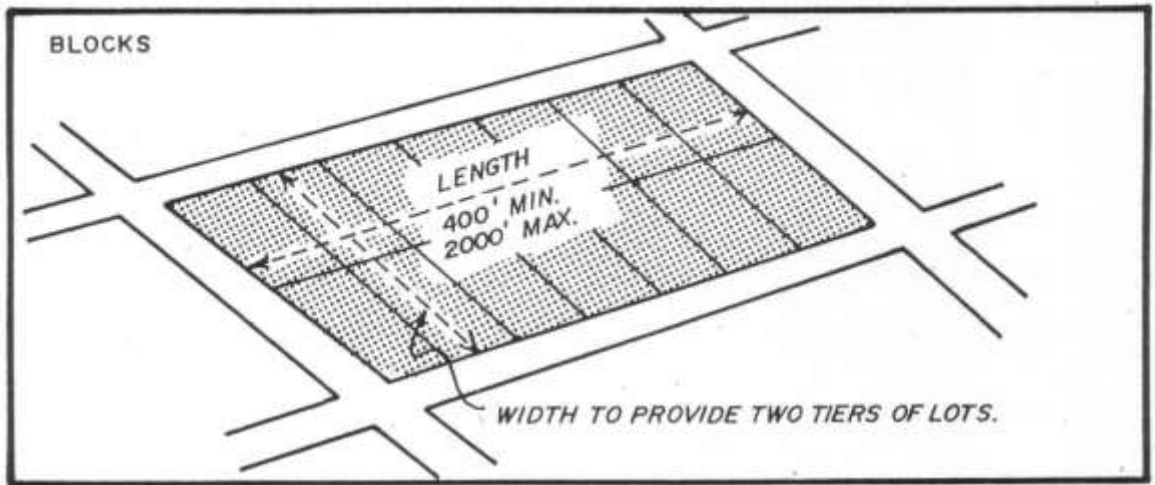 BLOCKS
LENGTH
400' MIN.
2000' MAX.
WIDTH TO PROVIDE TWO TIERS OF LOTS.